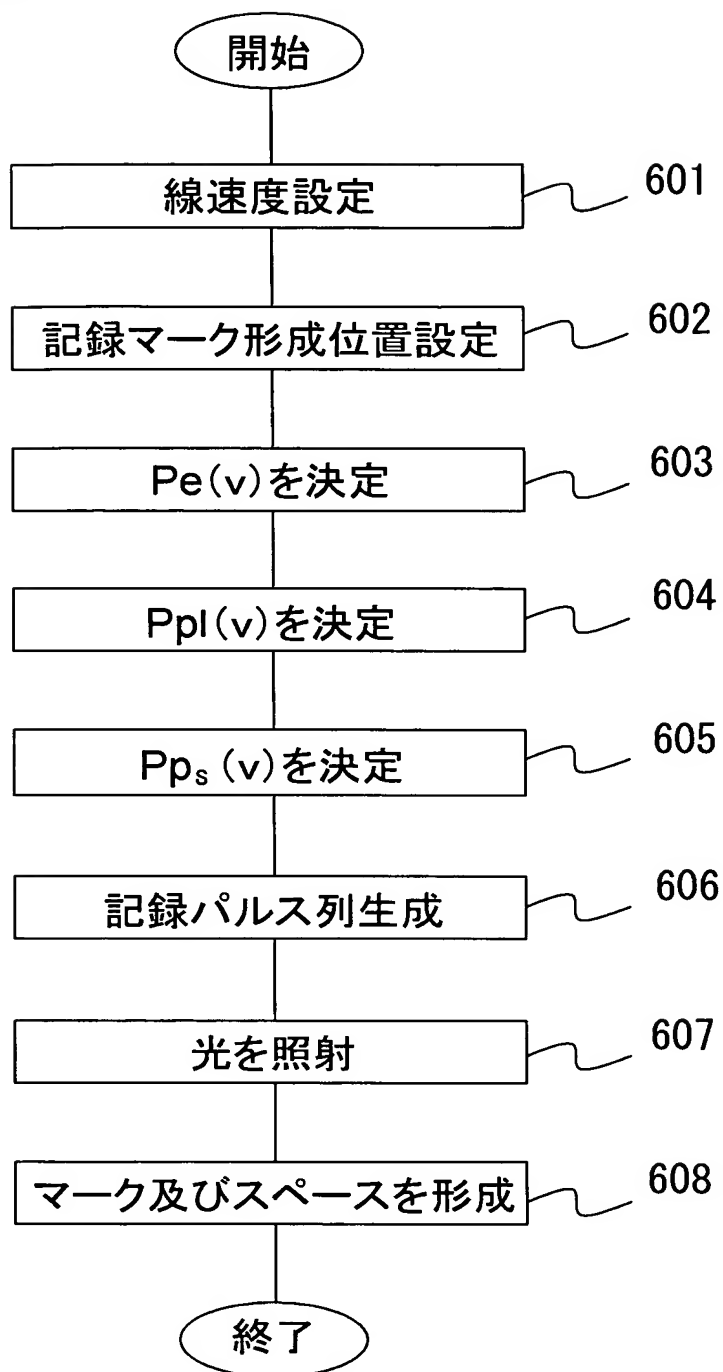 開始
線速度設定 601
記録マーク形成位置設定 602
Pe(v)を決定 603
Ppl(v)を決定 604
Pps(v)を決定 605
記録パルス列生成 606
光を照射 607
マーク及びスペースを形成 608
終了